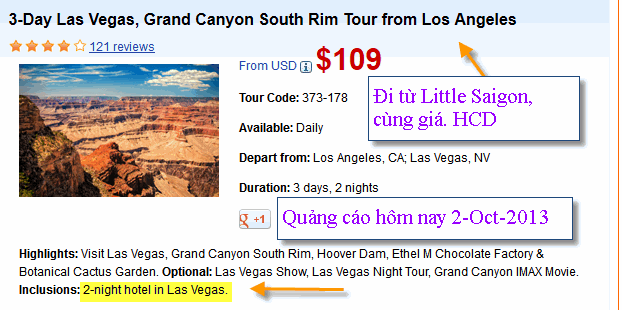 3-Day Las Vegas, Grand Canyon South Rim Tour from Los Angeles
121 reviews
From USD i $109
Tour Code: 373-178
Đi từ Little Saigon,
cùng giá. HCD
Available: Daily
Depart from: Los Angeles, CA; Las Vegas, NV
Duration: 3 days, 2 nights
g +1
Quảng cáo hôm nay 2-Oct-2013
Highlights: Visit Las Vegas, Grand Canyon South Rim, Hoover Dam, Ethel M Chocolate Factory &
Botanical Cactus Garden. Optional: Las Vegas Show, Las Vegas Night Tour, Grand Canyon IMAX Movie.
Inclusions: 2-night hotel in Las Vegas.